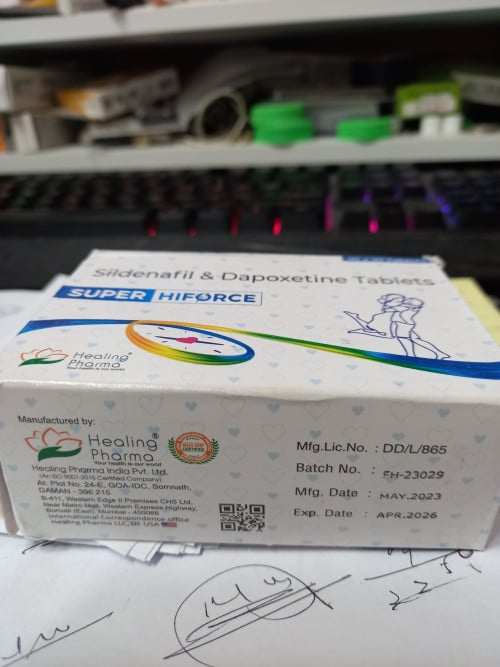 Sildenafil & Dapoxetine Tablets
SUPER HIFORCE
Healing
Pharma
Manufactured by:
Healing
Pharma
Your health is our world
CERTIFIED
Healing Pharma India Pvt. Ltd.
(An ISO 9001:2015 Certified Company)
At: Plot No. 24-E, GOA-IDC, Somnath,
DAMAN - 396 215
B-411, Western Edge II Premises CHS Ltd,
Near Metro Mall, Western Express Highway,
Borivali (East), Mumbai - 400066
International Correspondence office
Healing Pharma LLC, DE USA
Mfg.Lic.No. : DD/L/865
Batch No. : FH-23029
Mfg. Date : MAY.2023
Exp. Date : APR.2026